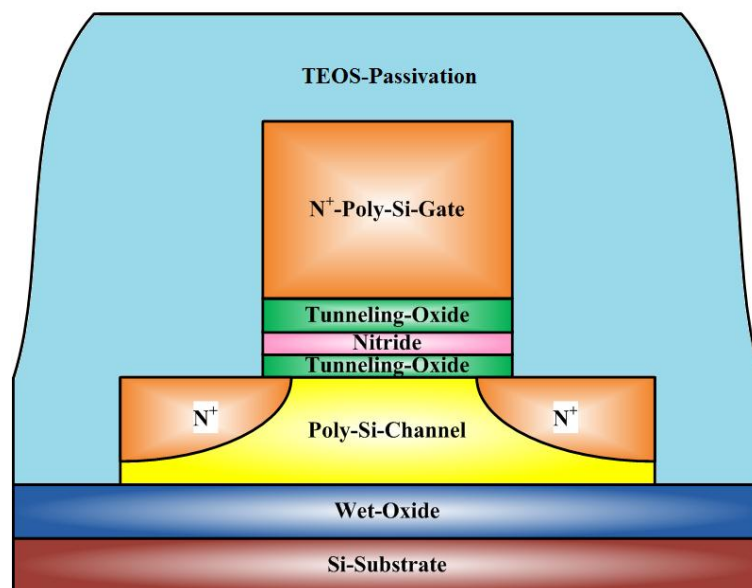 TEOS-Passivation
N⁺-Poly-Si-Gate
Tunneling-Oxide
Nitride
Tunneling-Oxide
N⁺ N⁺
Poly-Si-Channel
Wet-Oxide
Si-Substrate